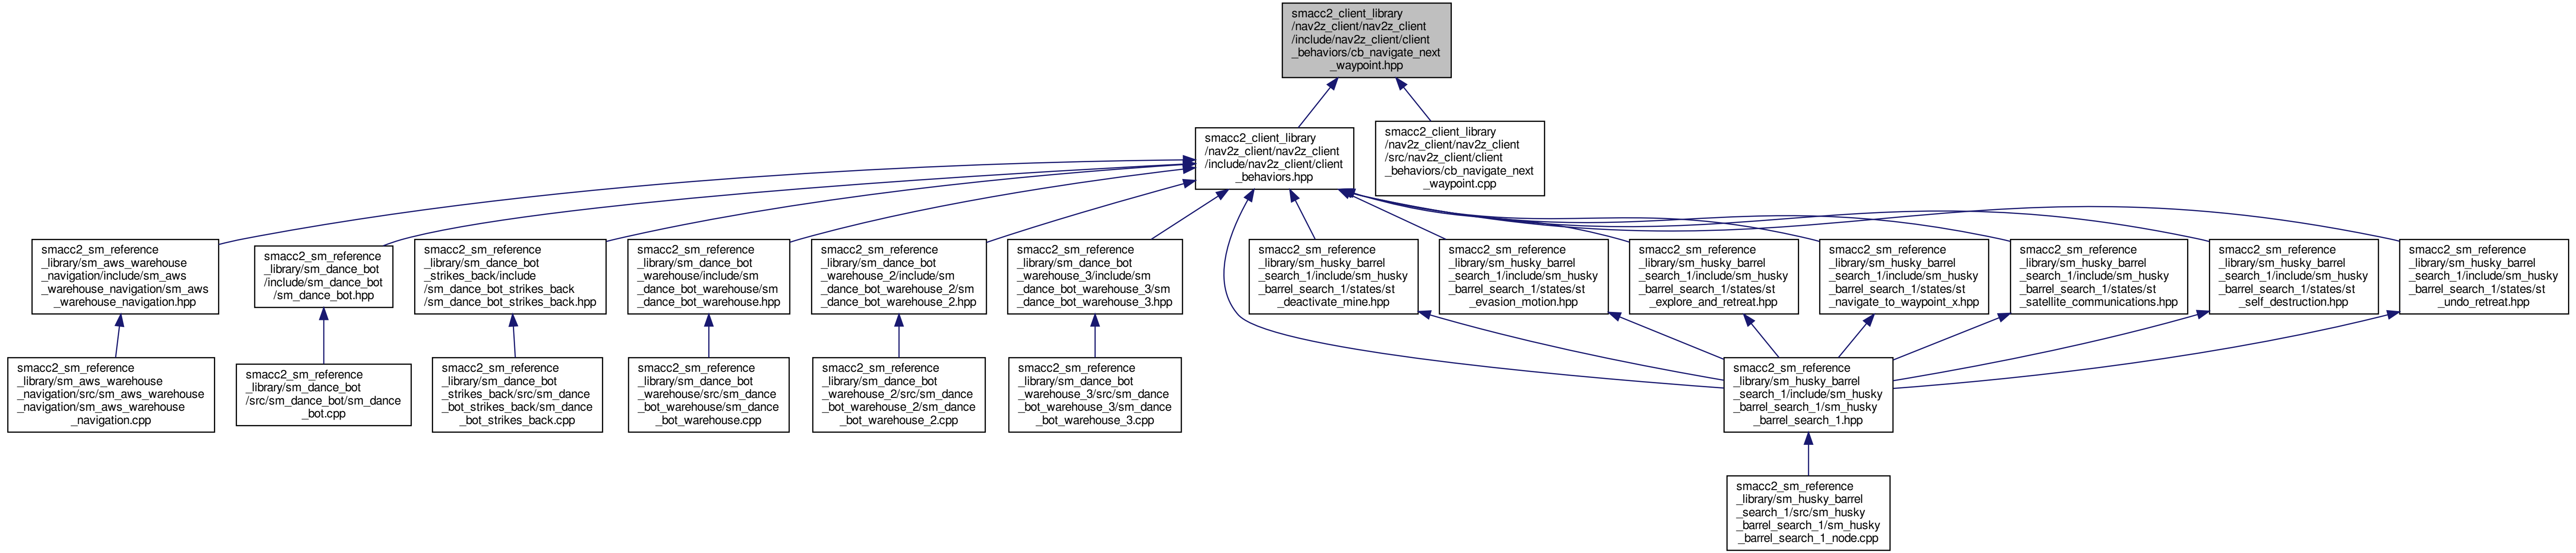 smacc2_client_library
/nav2z_client/nav2z_client
/include/nav2z_client/client
_behaviors/cb_navigate_next
_waypoint.hpp
smacc2_client_library
/nav2z_client/nav2z_client
/include/nav2z_client/client
_behaviors.hpp
smacc2_client_library
/nav2z_client/nav2z_client
/src/nav2z_client/client
_behaviors/cb_navigate_next
_waypoint.cpp
smacc2_sm_reference
_library/sm_aws_warehouse
_navigation/include/sm_aws
_warehouse_navigation/sm_aws
_warehouse_navigation.hpp
smacc2_sm_reference
_library/sm_dance_bot
/include/sm_dance_bot
/sm_dance_bot.hpp
smacc2_sm_reference
_library/sm_dance_bot
_strikes_back/include
/sm_dance_bot_strikes_back
/sm_dance_bot_strikes_back.hpp
smacc2_sm_reference
_library/sm_dance_bot
_warehouse/include/sm
_dance_bot_warehouse/sm
_dance_bot_warehouse.hpp
smacc2_sm_reference
_library/sm_dance_bot
_warehouse_2/include/sm
_dance_bot_warehouse_2/sm
_dance_bot_warehouse_2.hpp
smacc2_sm_reference
_library/sm_dance_bot
_warehouse_3/include/sm
_dance_bot_warehouse_3/sm
_dance_bot_warehouse_3.hpp
smacc2_sm_reference
_library/sm_husky_barrel
_search_1/include/sm_husky
_barrel_search_1/states/st
_deactivate_mine.hpp
smacc2_sm_reference
_library/sm_husky_barrel
_search_1/include/sm_husky
_barrel_search_1/states/st
_evasion_motion.hpp
smacc2_sm_reference
_library/sm_husky_barrel
_search_1/include/sm_husky
_barrel_search_1/states/st
_explore_and_retreat.hpp
smacc2_sm_reference
_library/sm_husky_barrel
_search_1/include/sm_husky
_barrel_search_1/states/st
_navigate_to_waypoint_x.hpp
smacc2_sm_reference
_library/sm_husky_barrel
_search_1/include/sm_husky
_barrel_search_1/states/st
_satellite_communications.hpp
smacc2_sm_reference
_library/sm_husky_barrel
_search_1/include/sm_husky
_barrel_search_1/states/st
_self_destruction.hpp
smacc2_sm_reference
_library/sm_husky_barrel
_search_1/include/sm_husky
_barrel_search_1/states/st
_undo_retreat.hpp
smacc2_sm_reference
_library/sm_aws_warehouse
_navigation/src/sm_aws_warehouse
_navigation/sm_aws_warehouse
_navigation.cpp
smacc2_sm_reference
_library/sm_dance_bot
/src/sm_dance_bot/sm_dance
_bot.cpp
smacc2_sm_reference
_library/sm_dance_bot
_strikes_back/src/sm_dance
_bot_strikes_back/sm_dance
_bot_strikes_back.cpp
smacc2_sm_reference
_library/sm_dance_bot
_warehouse/src/sm_dance
_bot_warehouse/sm_dance
_bot_warehouse.cpp
smacc2_sm_reference
_library/sm_dance_bot
_warehouse_2/src/sm_dance
_bot_warehouse_2/sm_dance
_bot_warehouse_2.cpp
smacc2_sm_reference
_library/sm_dance_bot
_warehouse_3/src/sm_dance
_bot_warehouse_3/sm_dance
_bot_warehouse_3.cpp
smacc2_sm_reference
_library/sm_husky_barrel
_search_1/include/sm_husky
_barrel_search_1/sm_husky
_barrel_search_1.hpp
smacc2_sm_reference
_library/sm_husky_barrel
_search_1/src/sm_husky
_barrel_search_1/sm_husky
_barrel_search_1_node.cpp